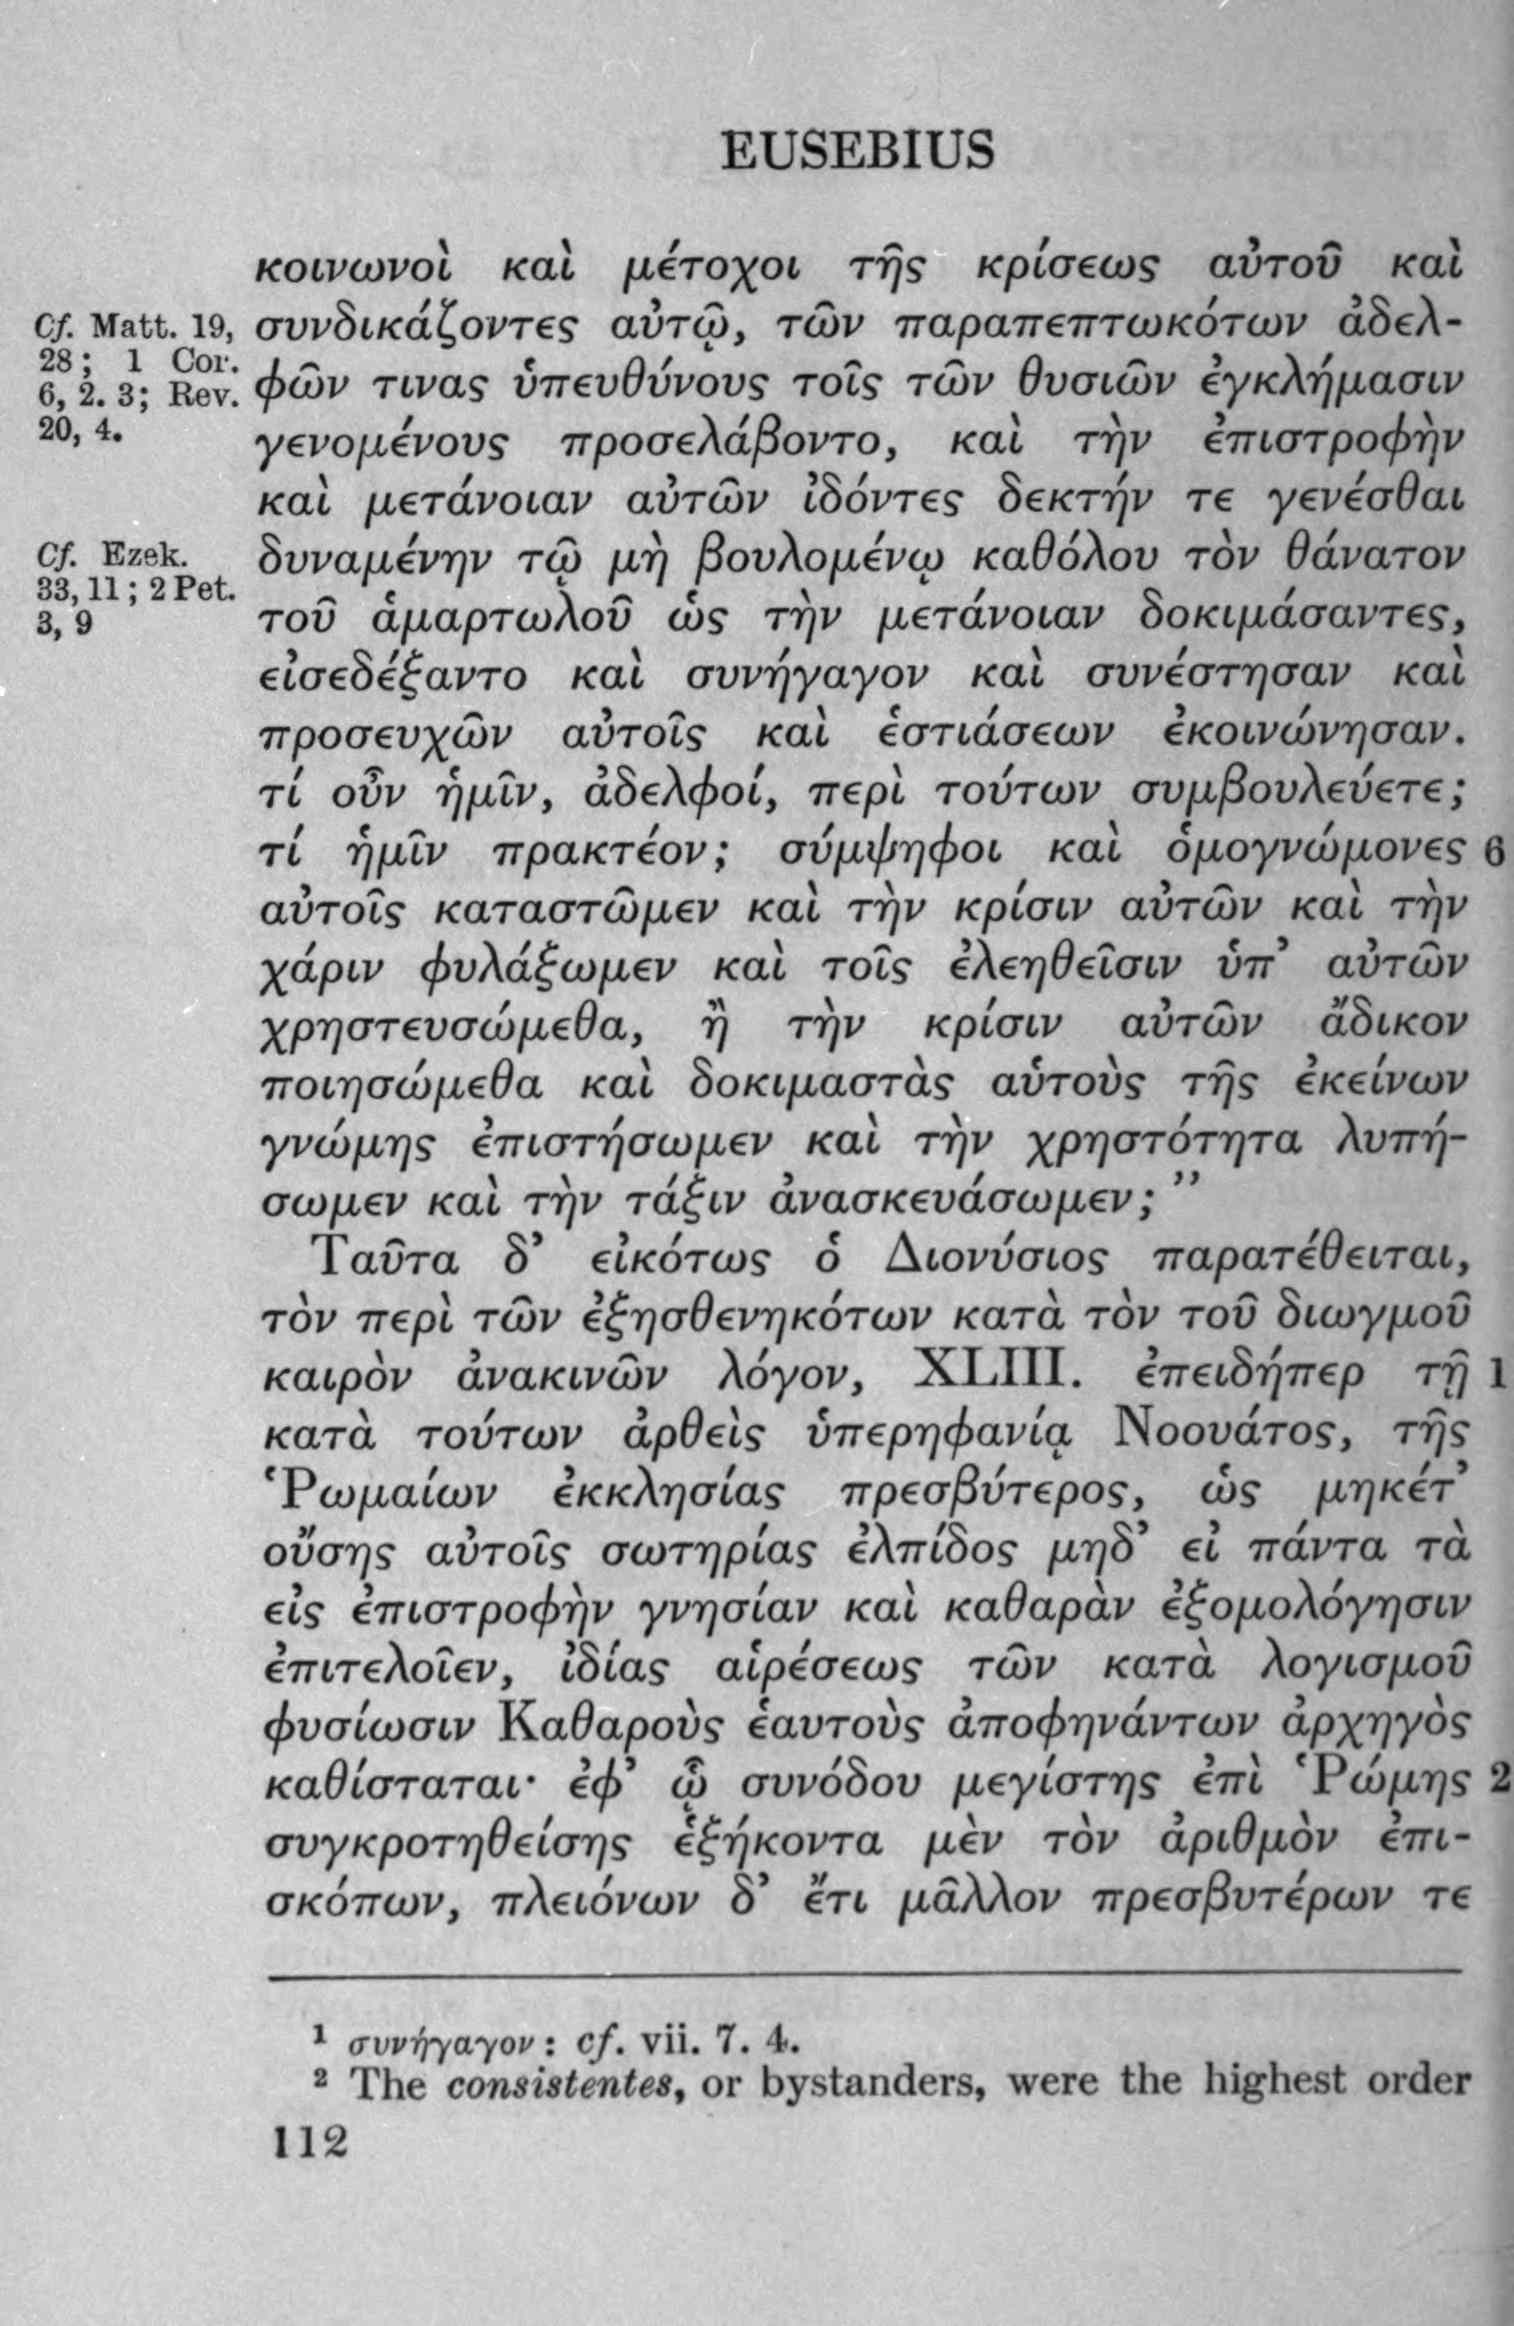 EUSEBIUS
κοινωνοὶ καὶ μέτοχοι τῆς κρίσεως αὐτοῦ καὶ
Cf. Matt. 19, συνδικάζοντες αὐτῷ, τῶν παραπεπτωκότων ἀδελ-
28; 1 Cor.
6, 2. 3; Rev. φῶν τινας ὑπευθύνους τοῖς τῶν θυσιῶν ἐγκλήμασιν
20, 4. γενομένους προσελάβοντο, καὶ τὴν ἐπιστροφὴν
καὶ μετάνοιαν αὐτῶν ἰδόντες δεκτήν τε γενέσθαι
Cf. Ezek. δυναμένην τῷ μὴ βουλομένῳ καθόλου τὸν θάνατον
33, 11; 2 Pet.
3, 9 τοῦ ἁμαρτωλοῦ ὡς τὴν μετάνοιαν δοκιμάσαντες,
εἰσεδέξαντο καὶ συνήγαγον καὶ συνέστησαν καὶ
προσευχῶν αὐτοῖς καὶ ἑστιάσεων ἐκοινώνησαν.
τί οὖν ἡμῖν, ἀδελφοί, περὶ τούτων συμβουλεύετε;
τί ἡμῖν πρακτέον; σύμψηφοι καὶ ὁμογνώμονες 6
αὐτοῖς καταστῶμεν καὶ τὴν κρίσιν αὐτῶν καὶ τὴν
χάριν φυλάξωμεν καὶ τοῖς ἐλεηθεῖσιν ὑπ’ αὐτῶν
χρηστευσώμεθα, ἢ τὴν κρίσιν αὐτῶν ἄδικον
ποιησώμεθα καὶ δοκιμαστὰς αὑτοὺς τῆς ἐκείνων
γνώμης ἐπιστήσωμεν καὶ τὴν χρηστότητα λυπή-
σωμεν καὶ τὴν τάξιν ἀνασκευάσωμεν;”
Ταῦτα δ’ εἰκότως ὁ Διονύσιος παρατέθειται,
τὸν περὶ τῶν ἐξησθενηκότων κατὰ τὸν τοῦ διωγμοῦ
καιρὸν ἀνακινῶν λόγον, XLIII. ἐπειδήπερ τῇ 1
κατὰ τούτων ἀρθεὶς ὑπερηφανίᾳ Νοουάτος, τῆς
Ῥωμαίων ἐκκλησίας πρεσβύτερος, ὡς μηκέτ’
οὔσης αὐτοῖς σωτηρίας ἐλπίδος μηδ’ εἰ πάντα τὰ
εἰς ἐπιστροφὴν γνησίαν καὶ καθαρὰν ἐξομολόγησιν
ἐπιτελοῖεν, ἰδίας αἱρέσεως τῶν κατὰ λογισμοῦ
φυσίωσιν Καθαροὺς ἑαυτοὺς ἀποφηνάντων ἀρχηγὸς
καθίσταται· ἐφ’ ᾧ συνόδου μεγίστης ἐπὶ Ῥώμης 2
συγκροτηθείσης ἑξήκοντα μὲν τὸν ἀριθμὸν ἐπι-
σκόπων, πλειόνων δ’ ἔτι μᾶλλον πρεσβυτέρων τε
1 συνήγαγον: cf. vii. 7. 4.
2 The consistentes, or bystanders, were the highest order
112